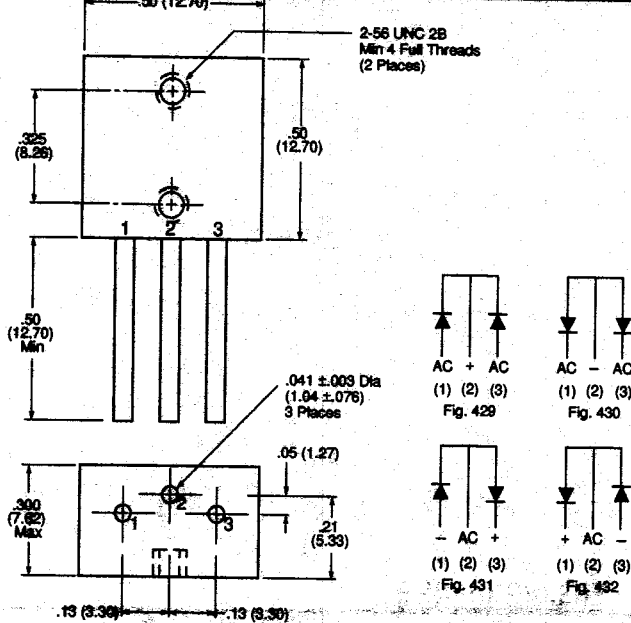 .50 (12.70)
2-56 UNC 2B
Min 4 Full Threads
(2 Places)
.325
(8.26)
.50
(12.70)
1 2 3
.50
(12.70)
Min
.041 ±.003 Dia
(1.04 ±.076)
3 Places
.05 (1.27)
.300
(7.62)
Max
1
2
3
.21
(5.33)
.13 (3.30)
.13 (3.30)
AC + AC
(1) (2) (3)
Fig. 429
AC – AC
(1) (2) (3)
Fig. 430
– AC +
(1) (2) (3)
Fig. 431
+ AC –
(1) (2) (3)
Fig. 432